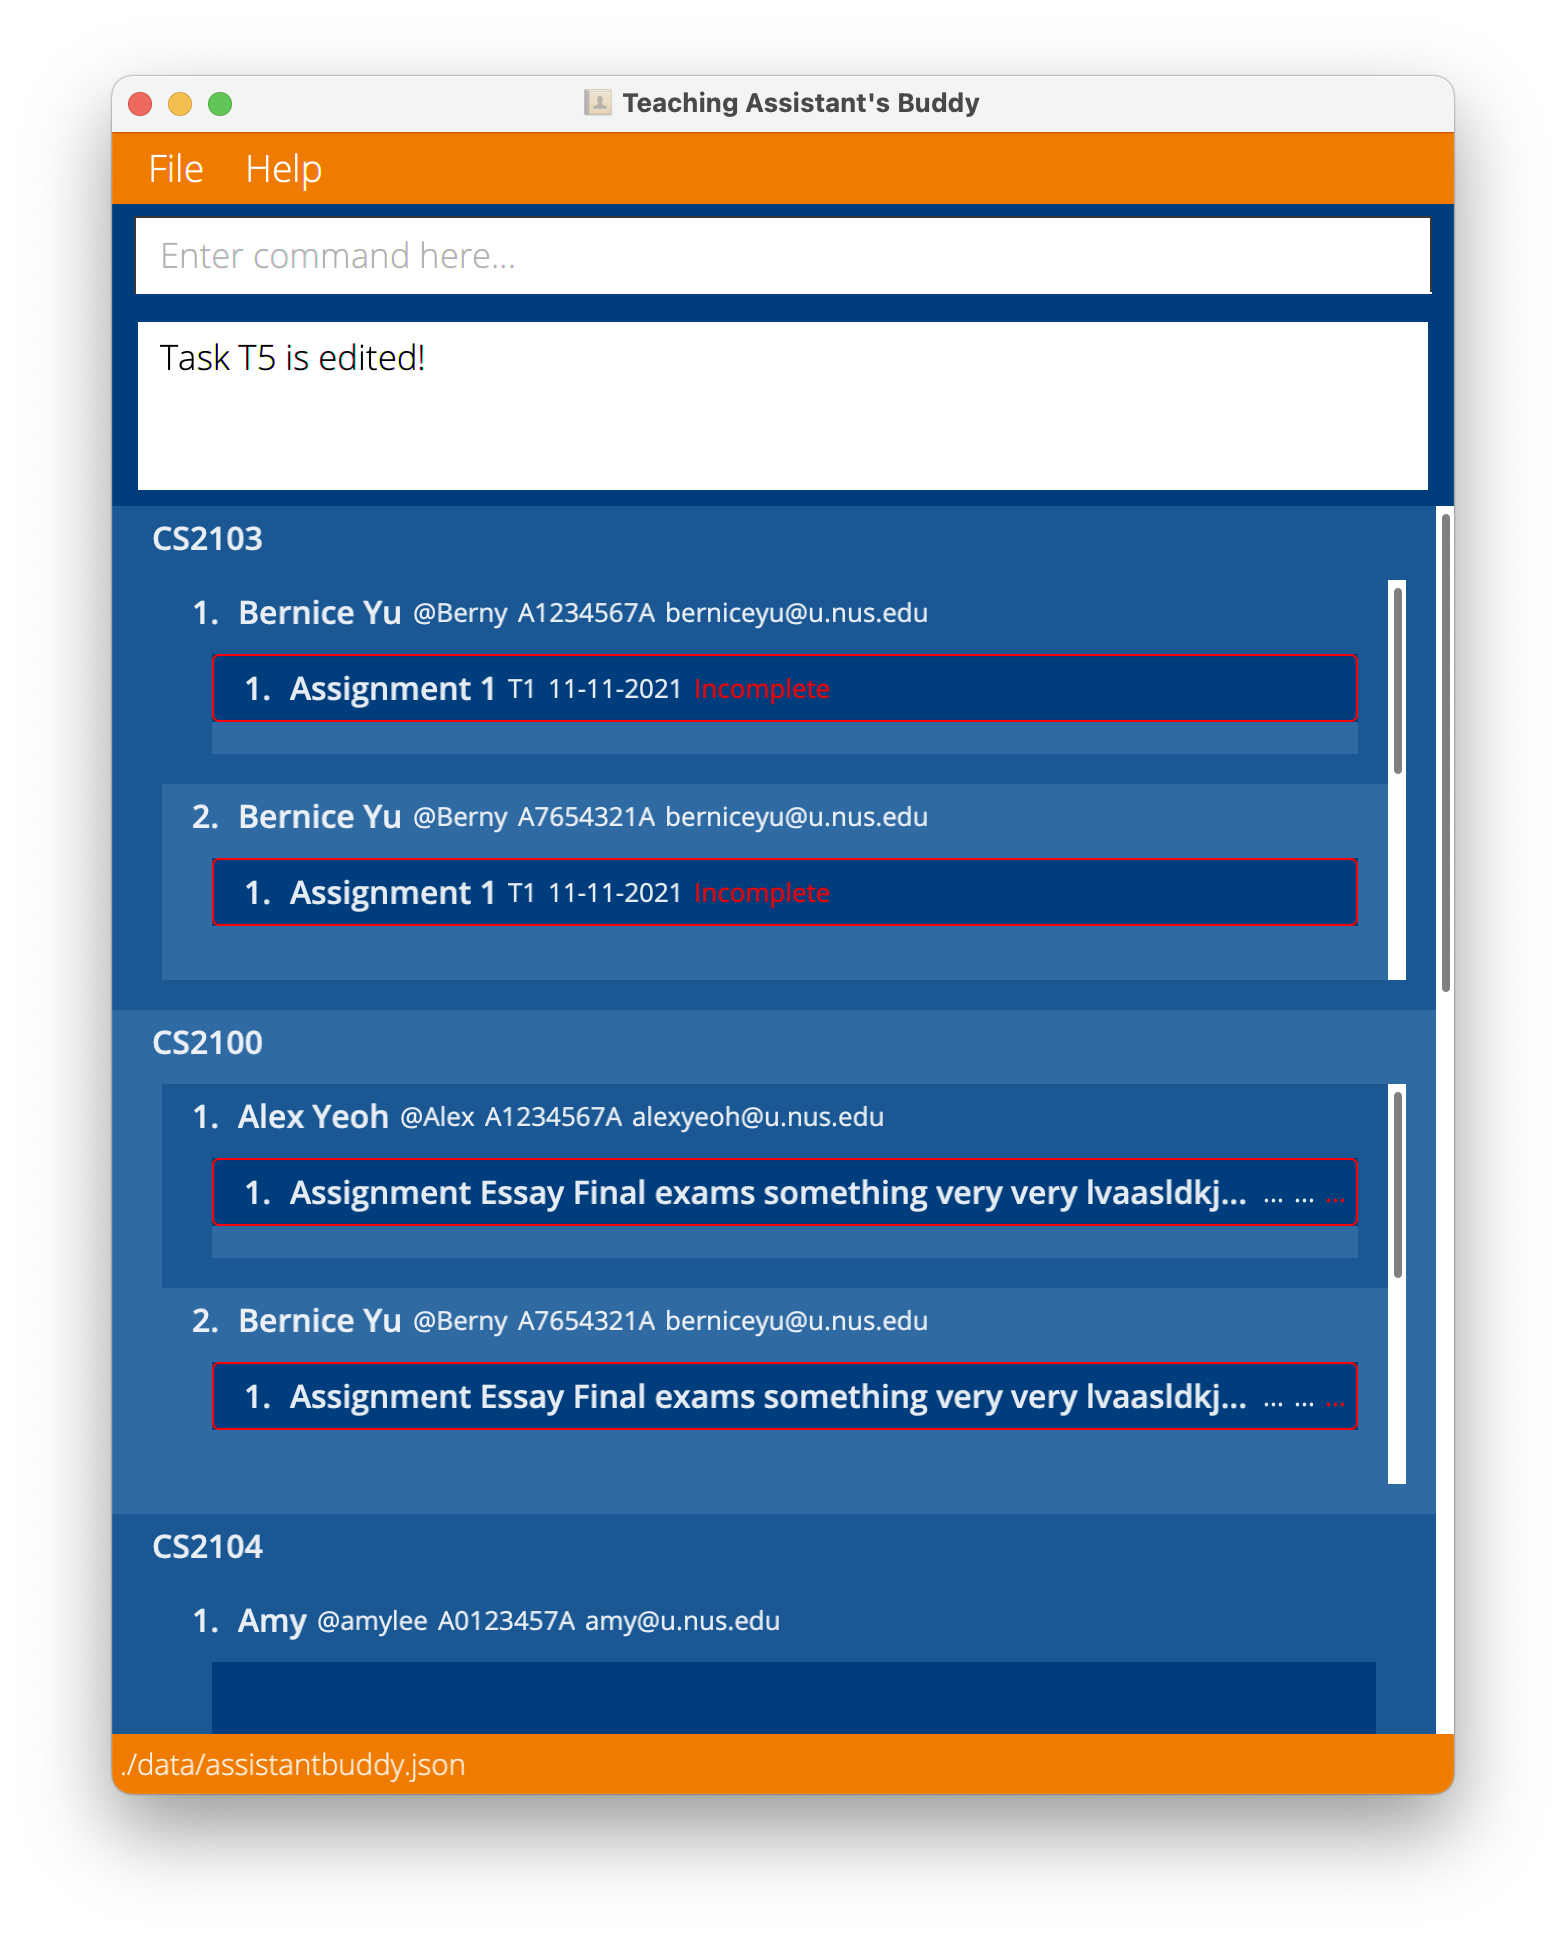 Teaching Assistant's Buddy
File Help
Enter command here...
Task T5 is edited!
CS2103
1. Bernice Yu @Berny A1234567A berniceyu@u.nus.edu
1. Assignment 1 T1 11-11-2021 Incomplete
2. Bernice Yu @Berny A7654321A berniceyu@u.nus.edu
1. Assignment 1 T1 11-11-2021 Incomplete
CS2100
1. Alex Yeoh @Alex A1234567A alexyeoh@u.nus.edu
1. Assignment Essay Final exams something very very lvaasldkj... ... ... ...
2. Bernice Yu @Berny A7654321A berniceyu@u.nus.edu
1. Assignment Essay Final exams something very very lvaasldkj... ... ... ...
CS2104
1. Amy @amylee A0123457A amy@u.nus.edu
./data/assistantbuddy.json